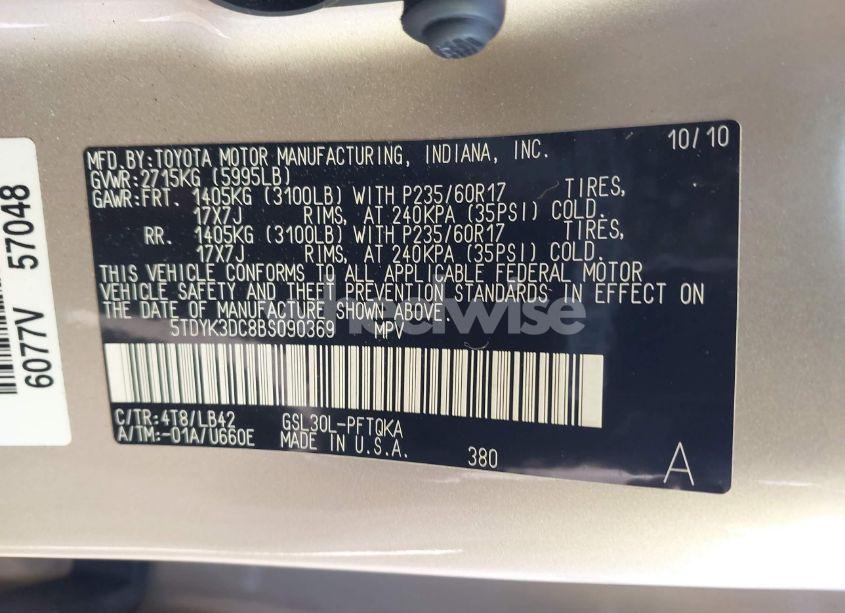 MFD.BY:TOYOTA MOTOR MANUFACTURING, INDIANA, INC. 10/10
GVWR:2715KG (5995LB)
GAWR:FRT. 1405KG (3100LB) WITH P235/60R17 TIRES,
17X7J RIMS, AT 240KPA (35PSI) COLD.
RR. 1405KG (3100LB) WITH P235/60R17 TIRES,
17X7J RIMS, AT 240KPA (35PSI) COLD.
THIS VEHICLE CONFORMS TO ALL APPLICABLE FEDERAL MOTOR
VEHICLE SAFETY AND THEFT PREVENTION STANDARDS IN EFFECT ON
THE DATE OF MANUFACTURE SHOWN ABOVE.
5TDYK3DC8BS090369 MPV
C/TR:4T8/LB42 GSL30L-PFTQKA
A/TM:-01A/U660E MADE IN U.S.A.
380
A
6077V 57048